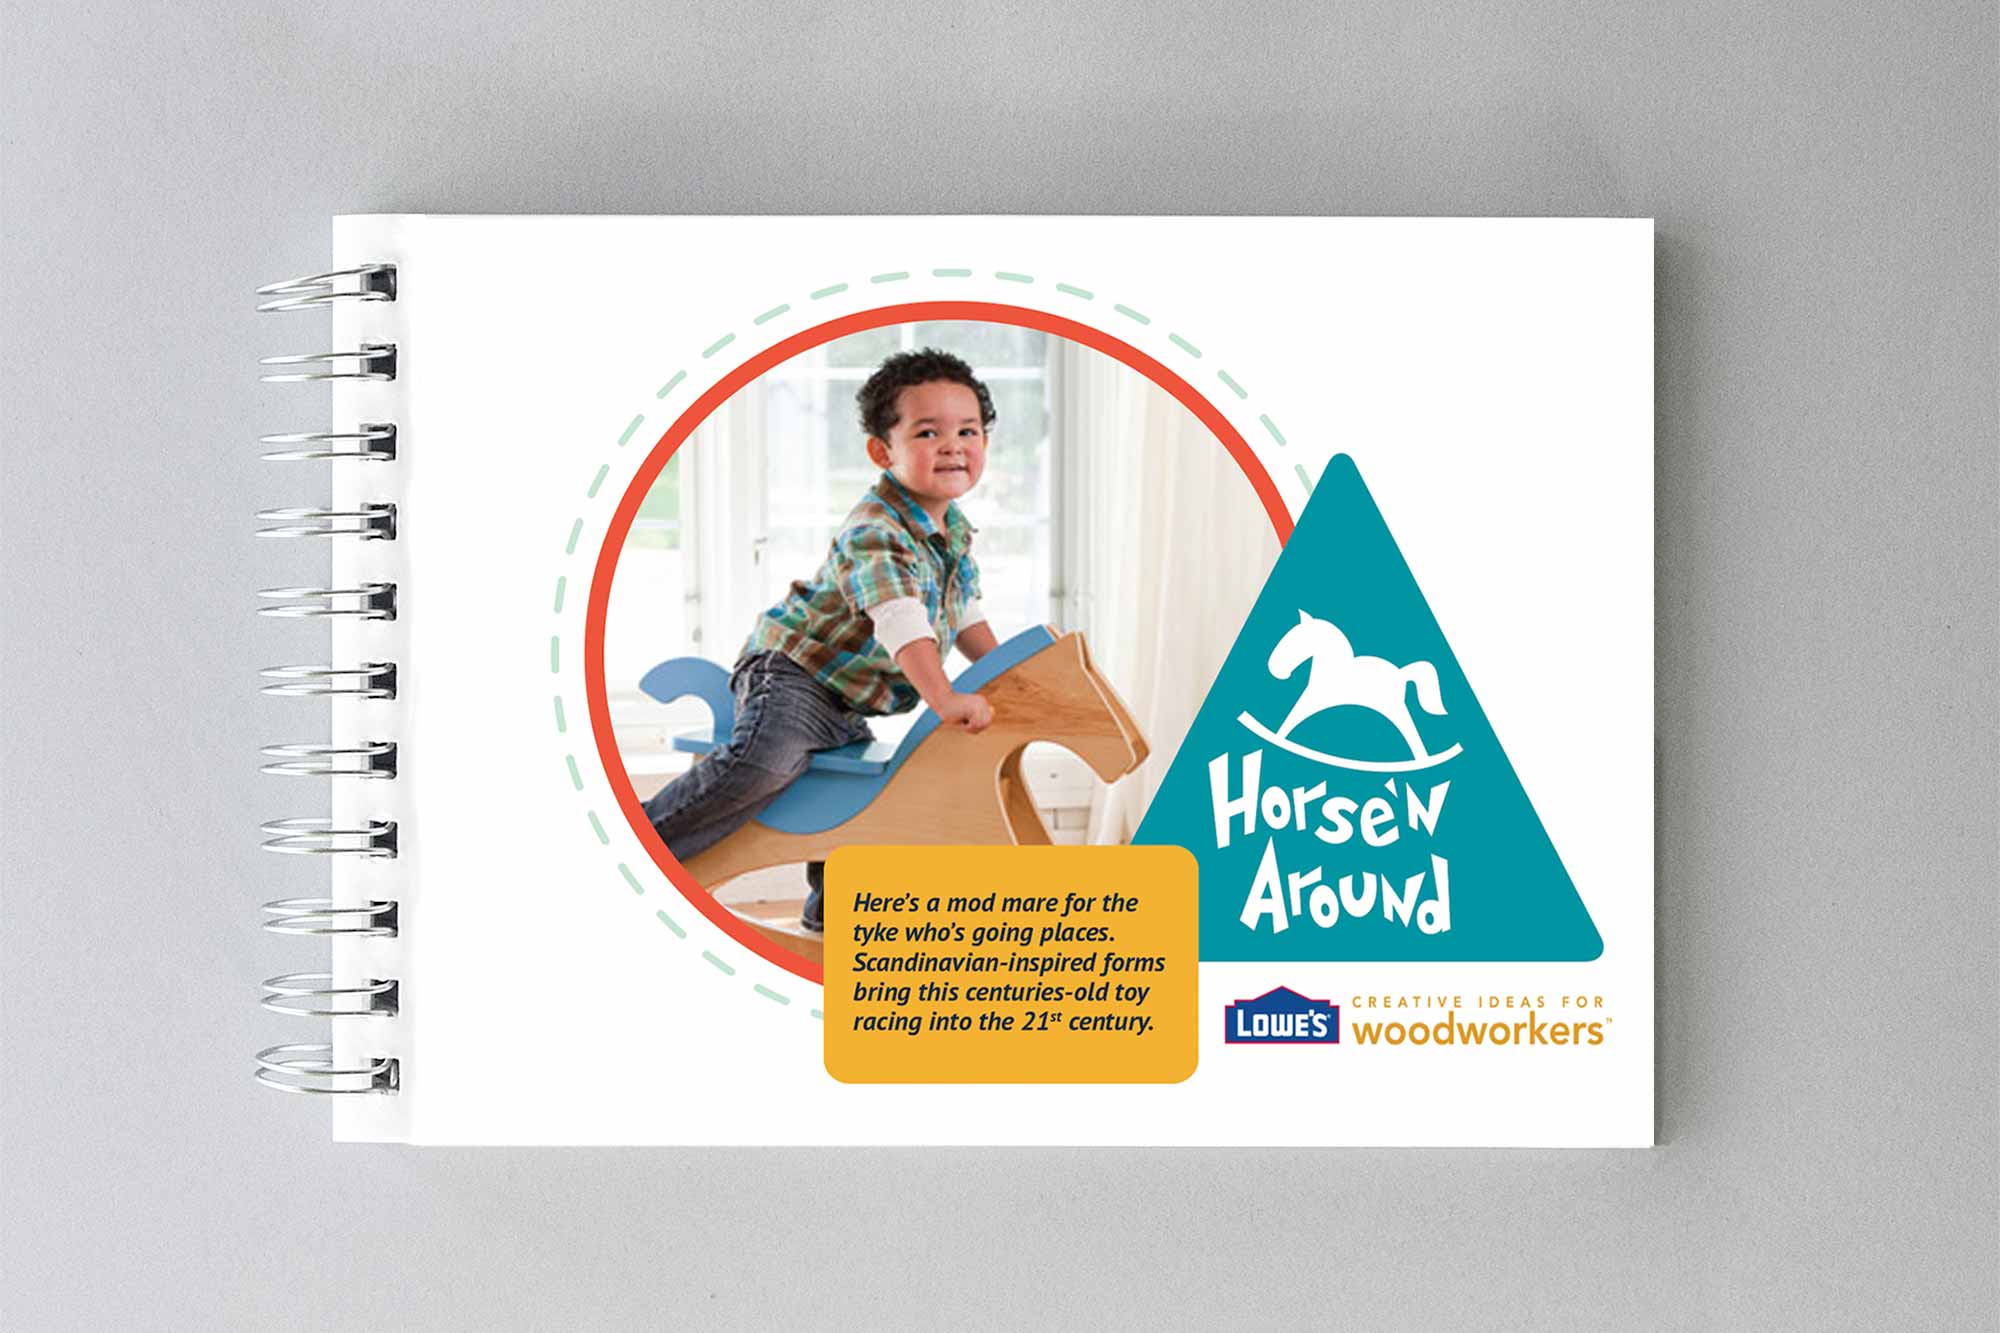 Horse'n
Around
Here's a mod mare for the
tyke who's going places.
Scandinavian-inspired forms
bring this centuries-old toy
racing into the 21st century.
LOWE'S
CREATIVE IDEAS FOR
woodworkers™